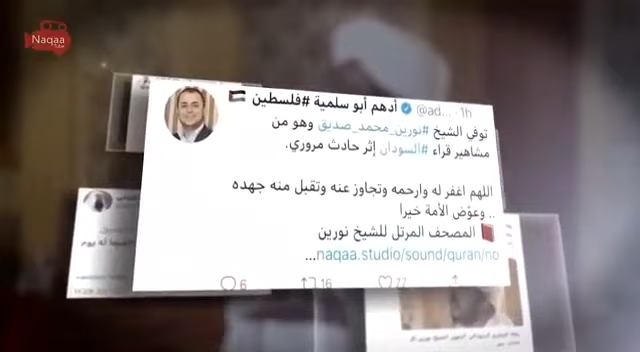 Naqaa
أدهم أبو سلمية #فلسطين @ad... · 1h
توفي الشيخ #نورين_محمد_صديق وهو من
مشاهير قراء #السودان إثر حادث مروري.
اللهم اغفر له وارحمه وتجاوز عنه وتقبل منه جهده
.. وعوّض الأمة خيرا
المصحف المرتل للشيخ نورين
naqaa.studio/sound/quran/no...
6 16 77